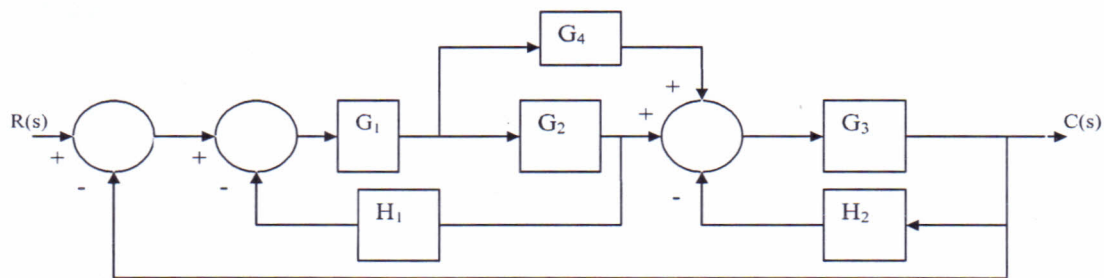 G₄
+
+
R(s)
G₁
G₂
G₃
C(s)
+
+
-
-
-
H₁
H₂